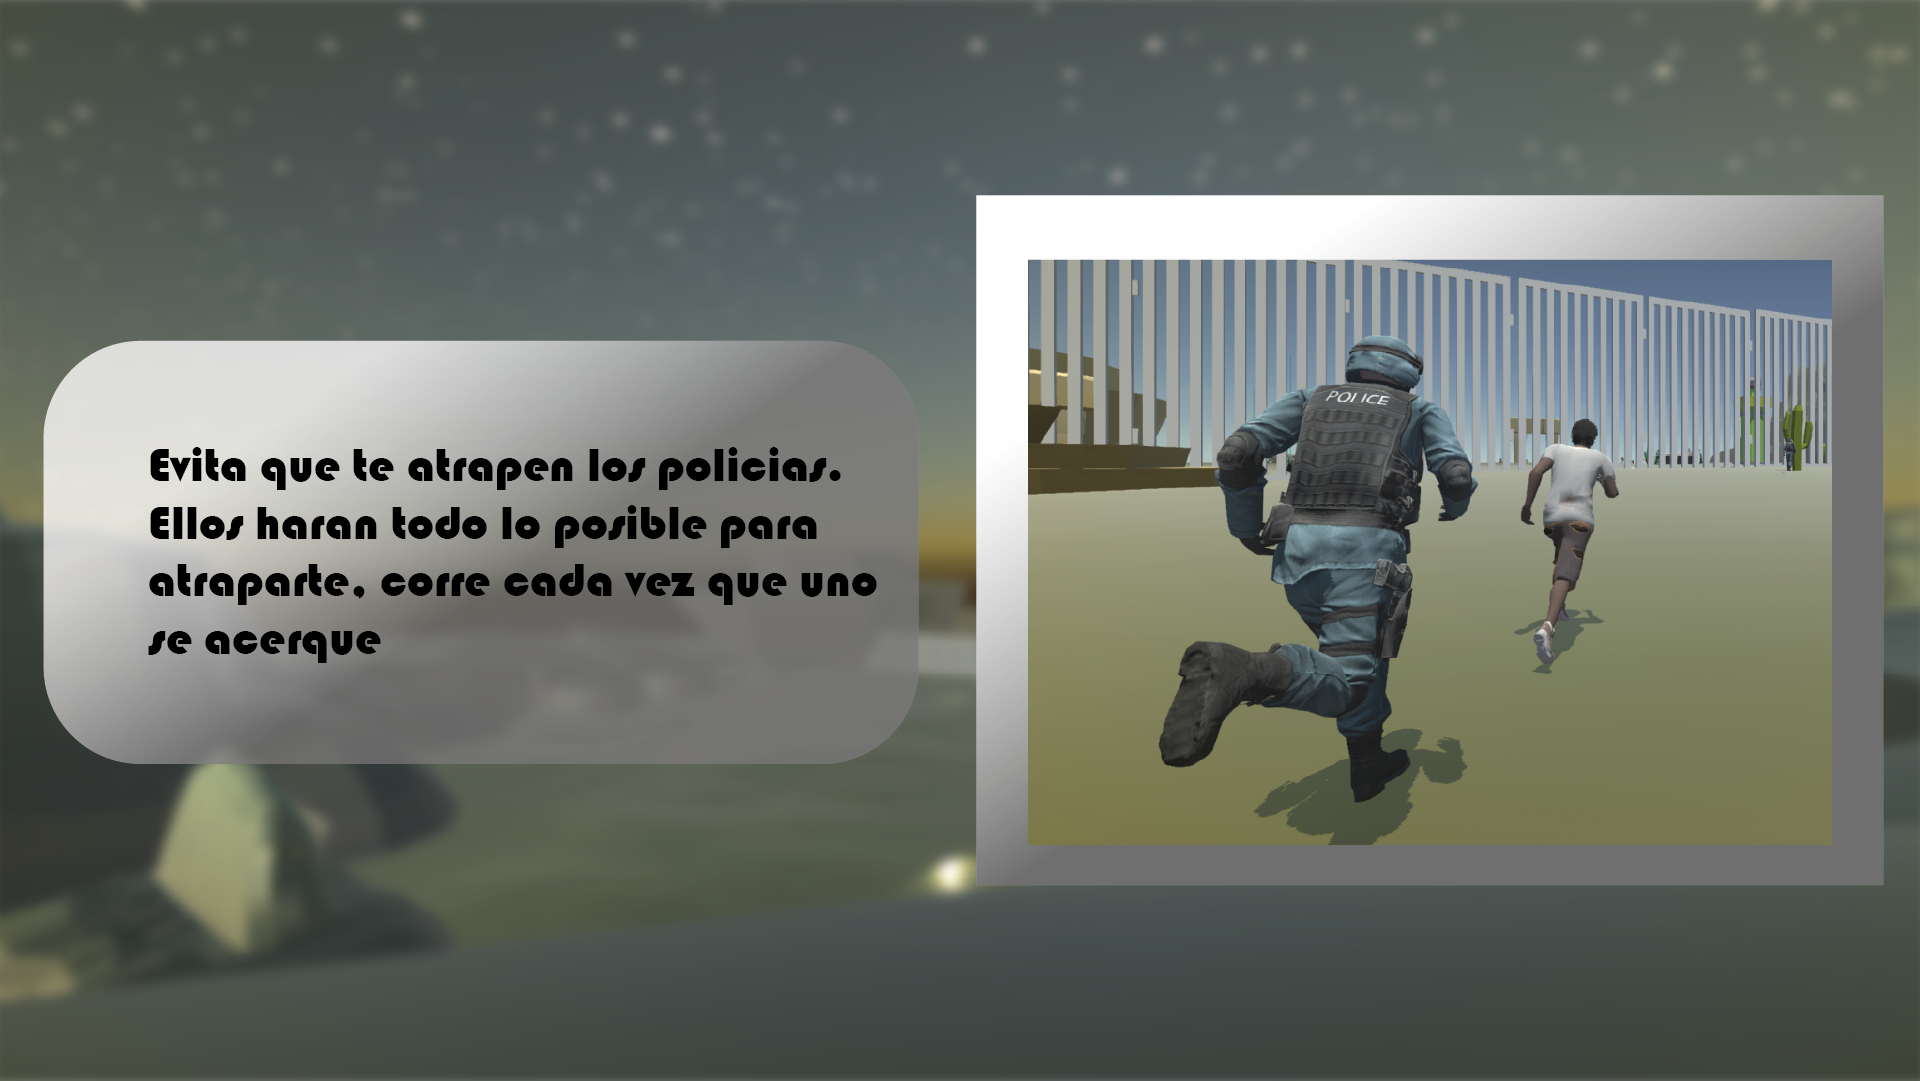 Evita que te atrapen los policias.
Ellos haran todo lo posible para
atraparte, corre cada vez que uno
se acerque
POLICE